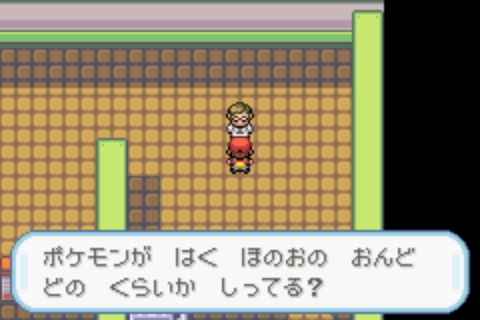 ポケモンが　はく　ほのおの　おんど
どの　くらいか　しってる？